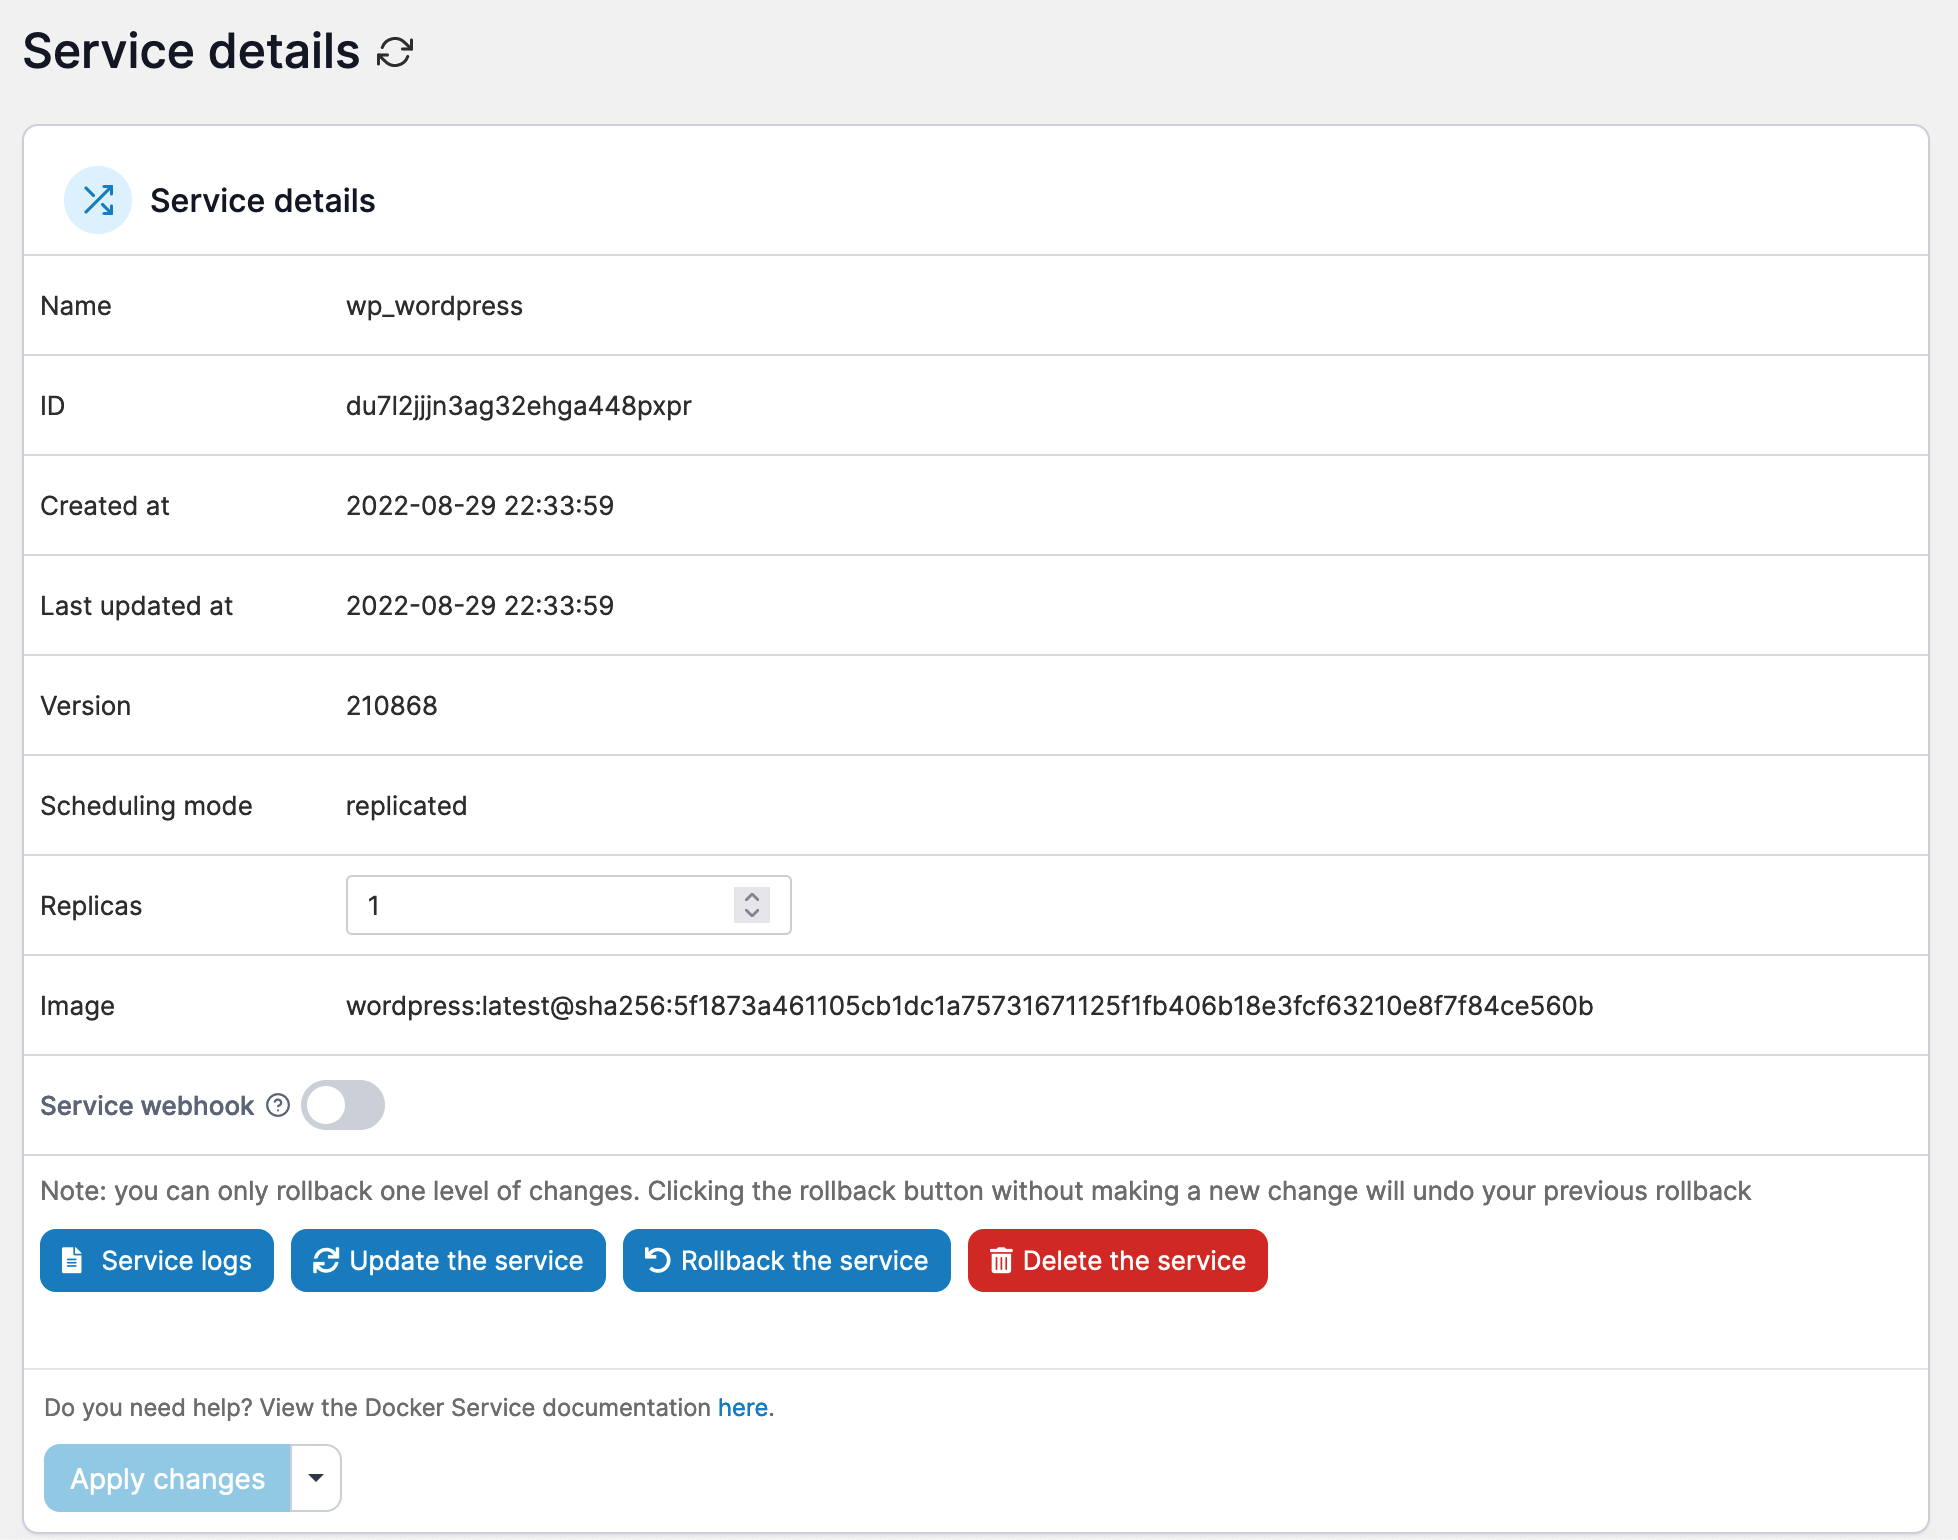 Service details
Service details
Name wp_wordpress
ID du7l2jjjn3ag32ehga448pxpr
Created at 2022-08-29 22:33:59
Last updated at 2022-08-29 22:33:59
Version 210868
Scheduling mode replicated
Replicas 1
Image wordpress:latest@sha256:5f1873a461105cb1dc1a75731671125f1fb406b18e3fcf63210e8f7f84ce560b
Service webhook
Note: you can only rollback one level of changes. Clicking the rollback button without making a new change will undo your previous rollback
Service logs Update the service Rollback the service Delete the service
Do you need help? View the Docker Service documentation here.
Apply changes